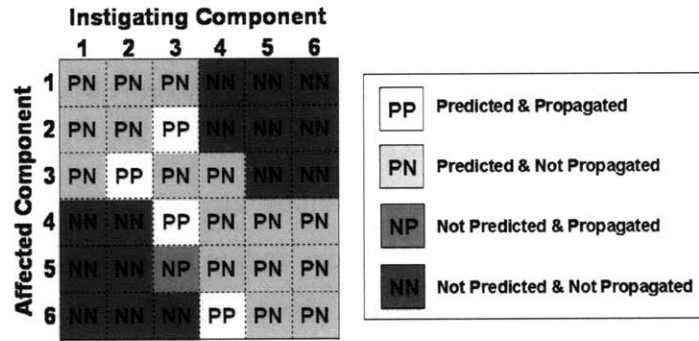 Instigating Component
1 2 3 4 5 6
Affected Component
1 PN PN PN NN NN NN
2 PN PN PP NN NN NN
3 PN PP PN PN NN NN
4 NN NN PP PN PN PN
5 NN NN NP PN PN PN
6 NN NN NN PP PN PN
PP Predicted & Propagated
PN Predicted & Not Propagated
NP Not Predicted & Propagated
NN Not Predicted & Not Propagated